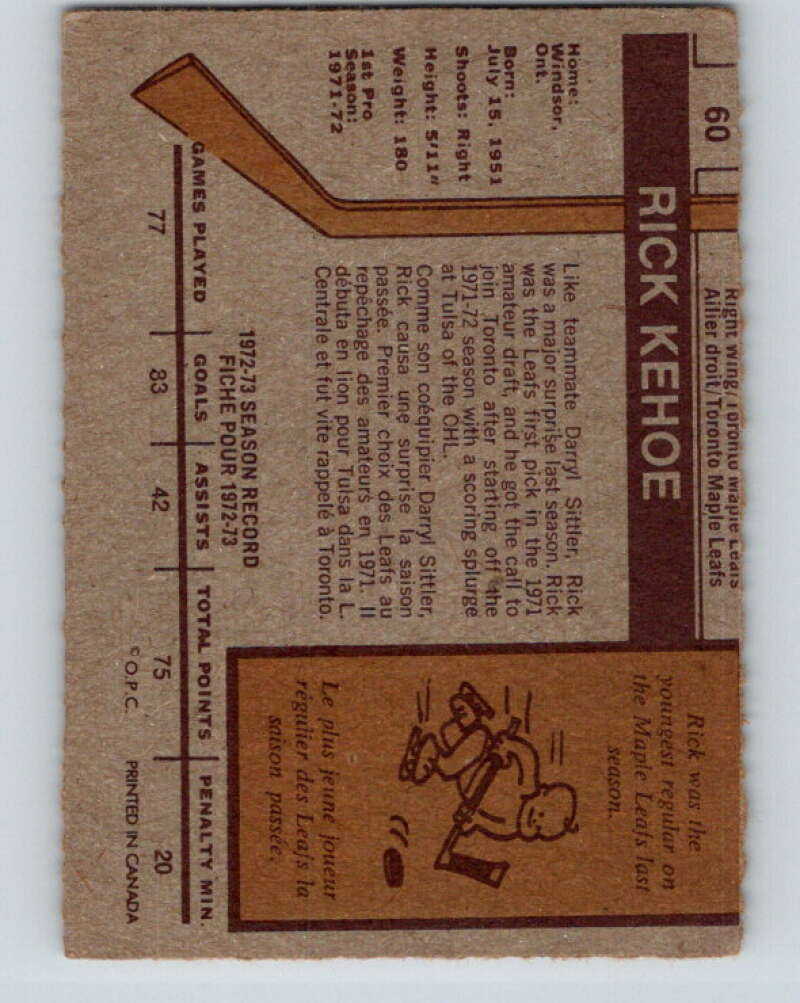 60
Right Wing/Toronto Maple Leafs
Ailier droit/Toronto Maple Leafs
RICK KEHOE
Home:
Windsor,
Ont.
Born:
July 15, 1951
Shoots: Right
Height: 5'11"
Weight: 180
1st Pro
Season:
1971-72
Like teammate Darryl Sittler, Rick
was a major surprise last season. Rick
was the Leafs first pick in the 1971
amateur draft, and he got the call to
join Toronto after starting off the
1971-72 season with a scoring splurge
at Tulsa of the CHL.
Comme son coéquipier Darryl Sittler,
Rick causa une surprise la saison
passée. Premier choix des Leafs au
repêchage des amateurs en 1971. Il
débuta en lion pour Tulsa dans la L.
Centrale et fut vite rappelé à Toronto.
Rick was the
youngest regular on
the Maple Leafs last
season.
Le plus jeune joueur
régulier des Leafs la
saison passée.
1972-73 SEASON RECORD
FICHE POUR 1972-73
GAMES PLAYED GOALS ASSISTS TOTAL POINTS PENALTY MIN.
77 83 42 75 20
© O.P.C. PRINTED IN CANADA